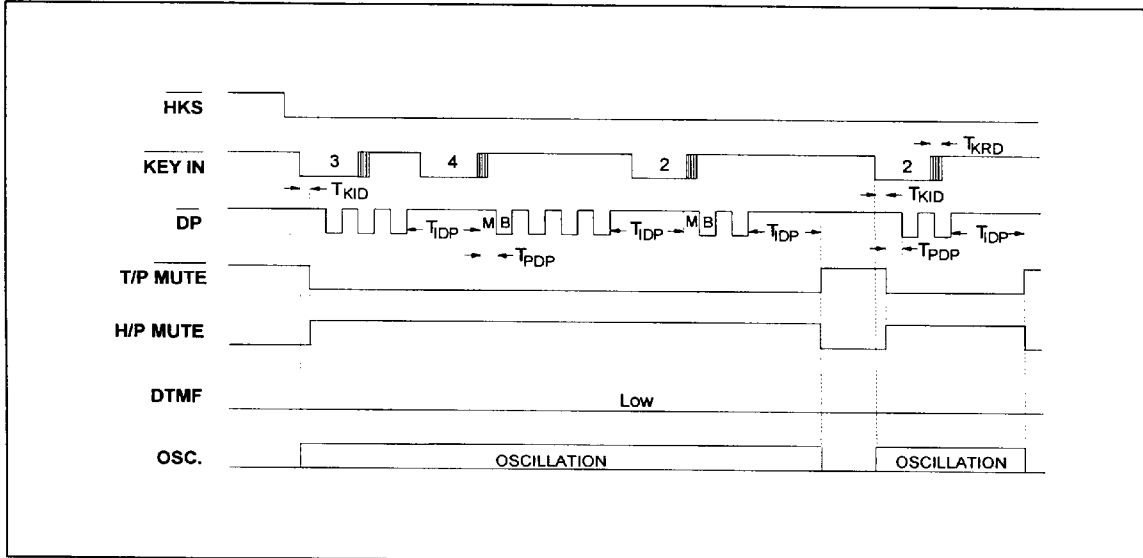 HKS
KEY IN 3 4 2 2 TKRD
TKID TKID
DP TIDP M B TIDP M B TIDP TIDP
TPDP TPDP
T/P MUTE
H/P MUTE
DTMF Low
OSC. OSCILLATION OSCILLATION